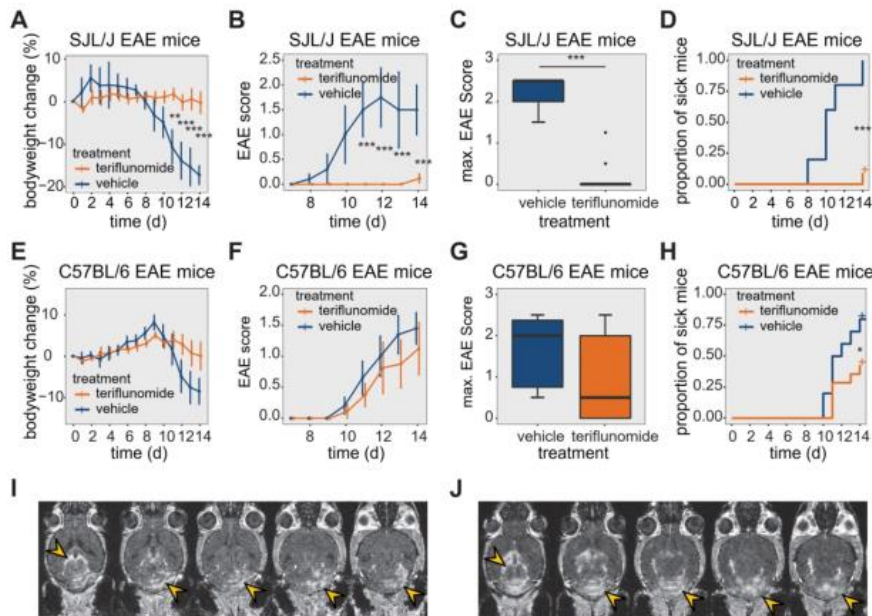 A
SJL/J EAE mice
bodyweight change (%)
10
0
-10
-20
** *** *** ***
treatment
teriflunomide
vehicle
0 2 4 6 8 10 12 14
time (d)
B
SJL/J EAE mice
EAE score
2.5
2.0
1.5
1.0
0.5
0.0
treatment
teriflunomide
vehicle
*** *** *** ***
8 10 12 14
time (d)
C
SJL/J EAE mice
max. EAE Score
3
2
1
0
***
vehicle teriflunomide
treatment
D
SJL/J EAE mice
proportion of sick mice
1.00
0.75
0.50
0.25
0.00
treatment
teriflunomide
vehicle
***
0 2 4 6 8 10 1214
time (d)
E
C57BL/6 EAE mice
bodyweight change (%)
10
0
-10
treatment
teriflunomide
vehicle
0 2 4 6 8 10 12 14
time (d)
F
C57BL/6 EAE mice
EAE score
2.0
1.5
1.0
0.5
0.0
treatment
teriflunomide
vehicle
8 10 12 14
time (d)
G
C57BL/6 EAE mice
max. EAE Score
3
2
1
0
vehicle teriflunomide
treatment
H
C57BL/6 EAE mice
proportion of sick mice
1.00
0.75
0.50
0.25
0.00
treatment
teriflunomide
vehicle
*
0 2 4 6 8 10 1214
time (d)
I
J